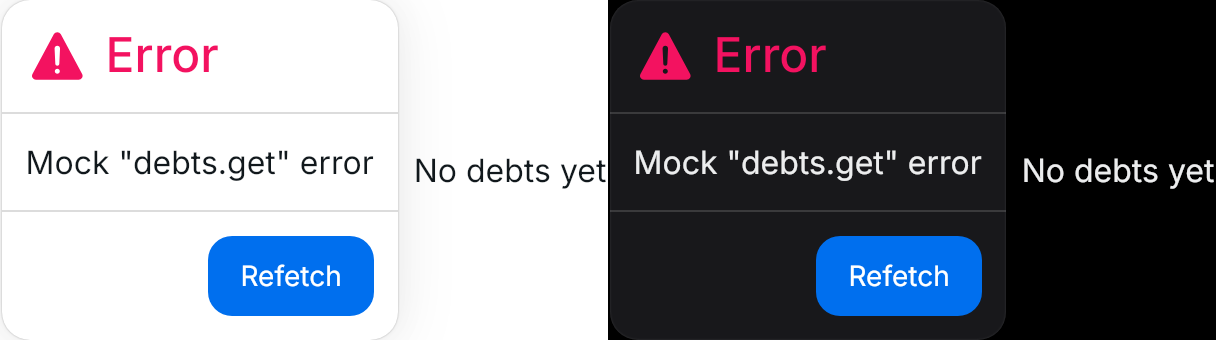 Error
Mock "debts.get" error
No debts yet
Refetch
Error
Mock "debts.get" error
No debts yet
Refetch